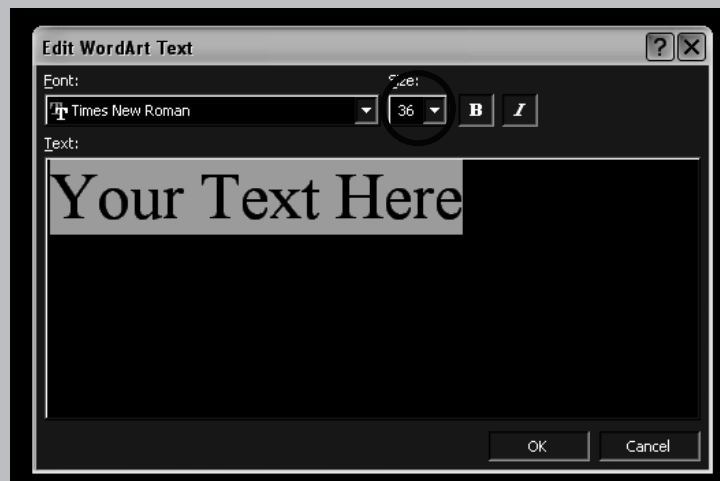 Edit WordArt Text
Font: Size:
Times New Roman 36 B I
Text:
Your Text Here
OK Cancel